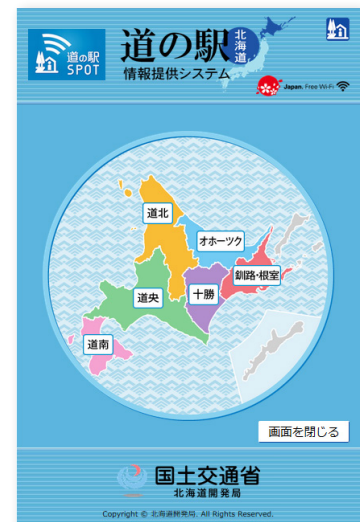 道の駅
SPOT
道の駅
北海道
情報提供システム
Japan. Free Wi-Fi
道北
オホーツク
釧路・根室
道央
十勝
道南
画面を閉じる
国土交通省
北海道開発局
Copyright © 北海道開発局. All Rights Reserved.